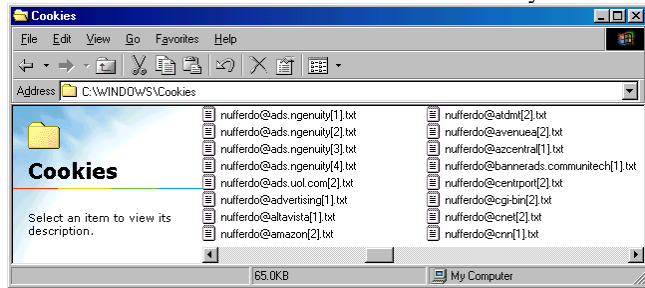 Cookies
File Edit View Go Favorites Help
Address C:\WINDOWS\Cookies
Cookies
Select an item to view its
description.
nufferdo@ads.ngenuity[1].txt
nufferdo@ads.ngenuity[2].txt
nufferdo@ads.ngenuity[3].txt
nufferdo@ads.ngenuity[4].txt
nufferdo@ads.uol.com[2].txt
nufferdo@advertising[1].txt
nufferdo@altavista[1].txt
nufferdo@amazon[2].txt
nufferdo@atdmt[2].txt
nufferdo@avenuea[2].txt
nufferdo@azcentral[1].txt
nufferdo@bannerads.communitech[1].txt
nufferdo@centrport[2].txt
nufferdo@cgi-bin[2].txt
nufferdo@cnet[2].txt
nufferdo@cnn[1].txt
65.0KB
My Computer